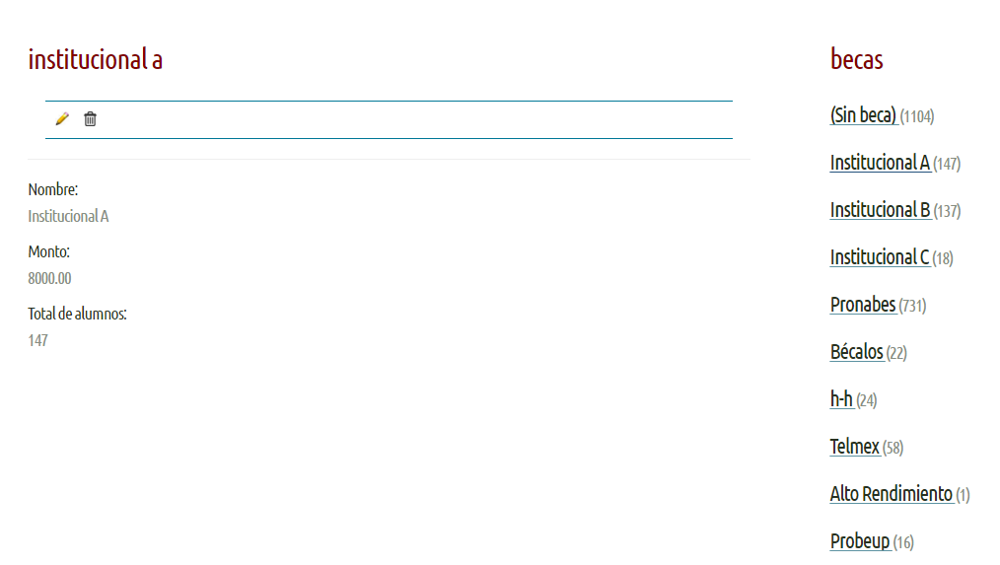 institucional a
Nombre:
Institucional A
Monto:
8000.00
Total de alumnos:
147
becas
(Sin beca) (1104)
Institucional A (147)
Institucional B (137)
Institucional C (18)
Pronabes (731)
Bécalos (22)
h-h (24)
Telmex (58)
Alto Rendimiento (1)
Probeup (16)